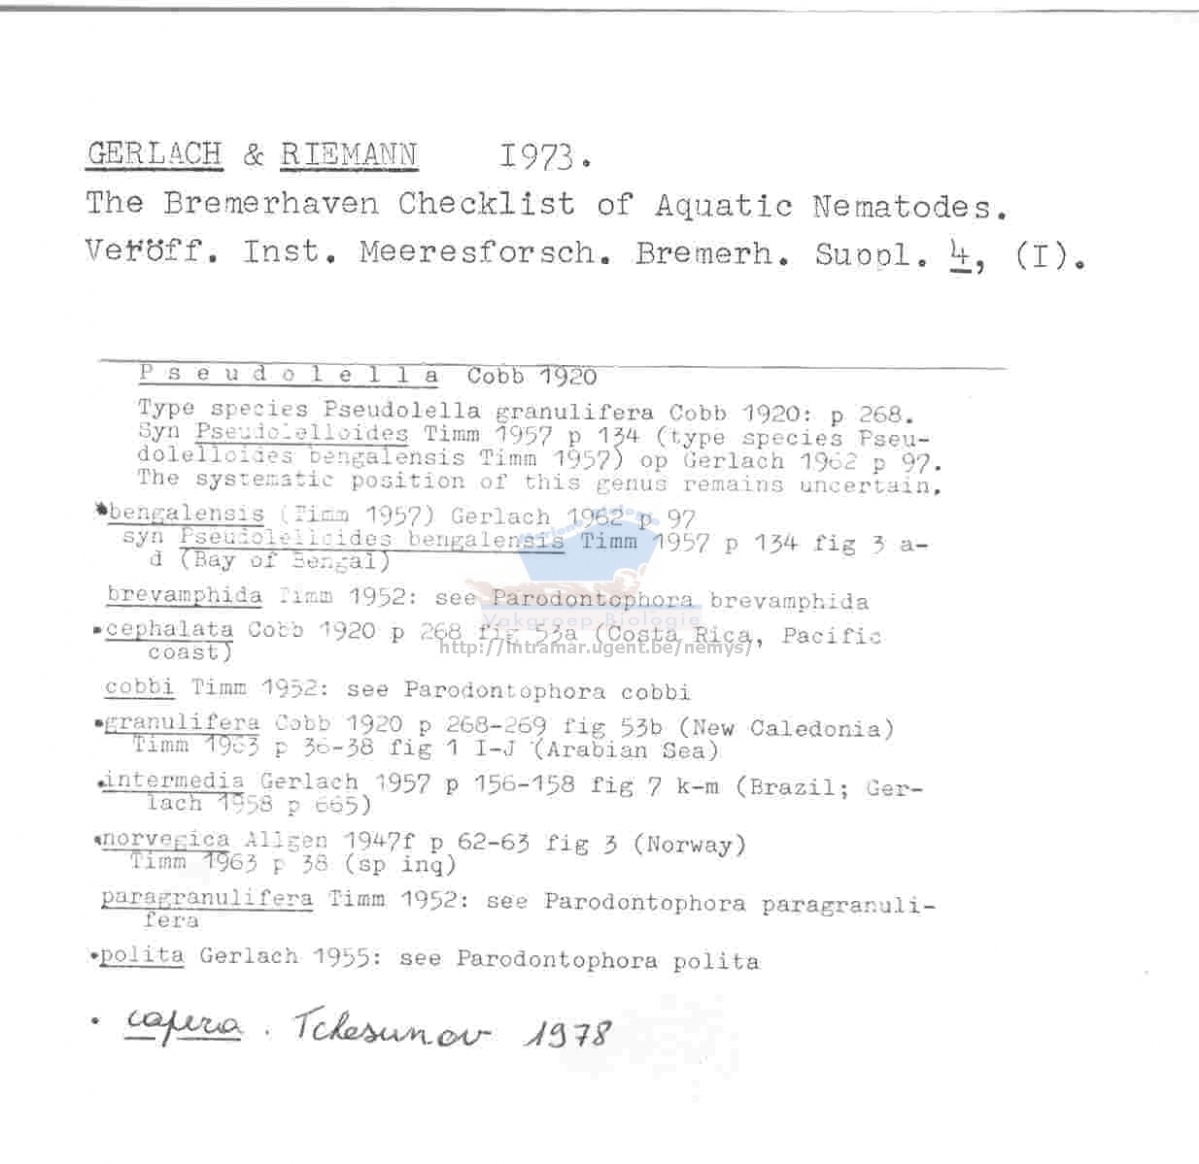 GERLACH & RIEMANN I973.
The Bremerhaven Checklist of Aquatic Nematodes.
Veröff. Inst. Meeresforsch. Bremerh. Suppl. 4, (I).
Pseudolella Cobb 1920
Type species Pseudolella granulifera Cobb 1920: p 268.
Syn Pseudolelloides Timm 1957 p 134 (type species Pseu-
dolelloides bengalensis Timm 1957) op Gerlach 1962 p 97.
The systematic position of this genus remains uncertain.
•bengalensis (Timm 1957) Gerlach 1962 p 97
syn Pseudolelloides bengalensis Timm 1957 p 134 fig 3 a-
d (Bay of Bengal)
brevamphida Timm 1952: see Parodontophora brevamphida
Vakgroep Biologie
•cephalata Cobb 1920 p 268 fig 53a (Costa Rica, Pacific
coast)
http://intramar.ugent.be/nemys/
cobbi Timm 1952: see Parodontophora cobbi
•granulifera Cobb 1920 p 268-269 fig 53b (New Caledonia)
Timm 1963 p 36-38 fig 1 I-J (Arabian Sea)
•intermedia Gerlach 1957 p 156-158 fig 7 k-m (Brazil; Ger-
lach 1958 p 665)
•norvegica Allgen 1947f p 62-63 fig 3 (Norway)
Timm 1963 p 38 (sp inq)
paragranulifera Timm 1952: see Parodontophora paragranuli-
fera
•polita Gerlach 1955: see Parodontophora polita
• capera. Tchesunov 1978